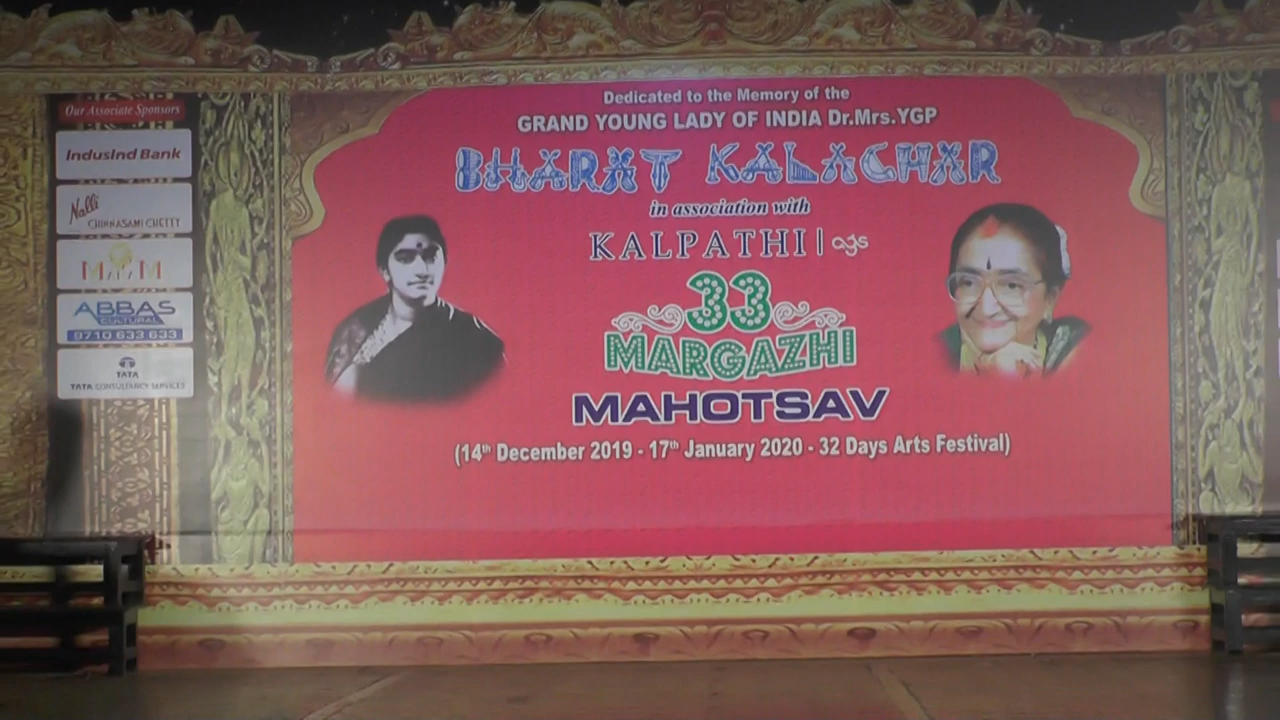 Our Associate Sponsors
IndusInd Bank
Nalli
CHINNASAMI CHETTY
ABBAS
CULTURAL
9710 633 633
TATA
TATA CONSULTANCY SERVICES
Dedicated to the Memory of the
GRAND YOUNG LADY OF INDIA Dr.Mrs.YGP
BHARAT KALACHAR
in association with
KALPATHI |
33
MARGAZHI
MAHOTSAV
(14th December 2019 - 17th January 2020 - 32 Days Arts Festival)